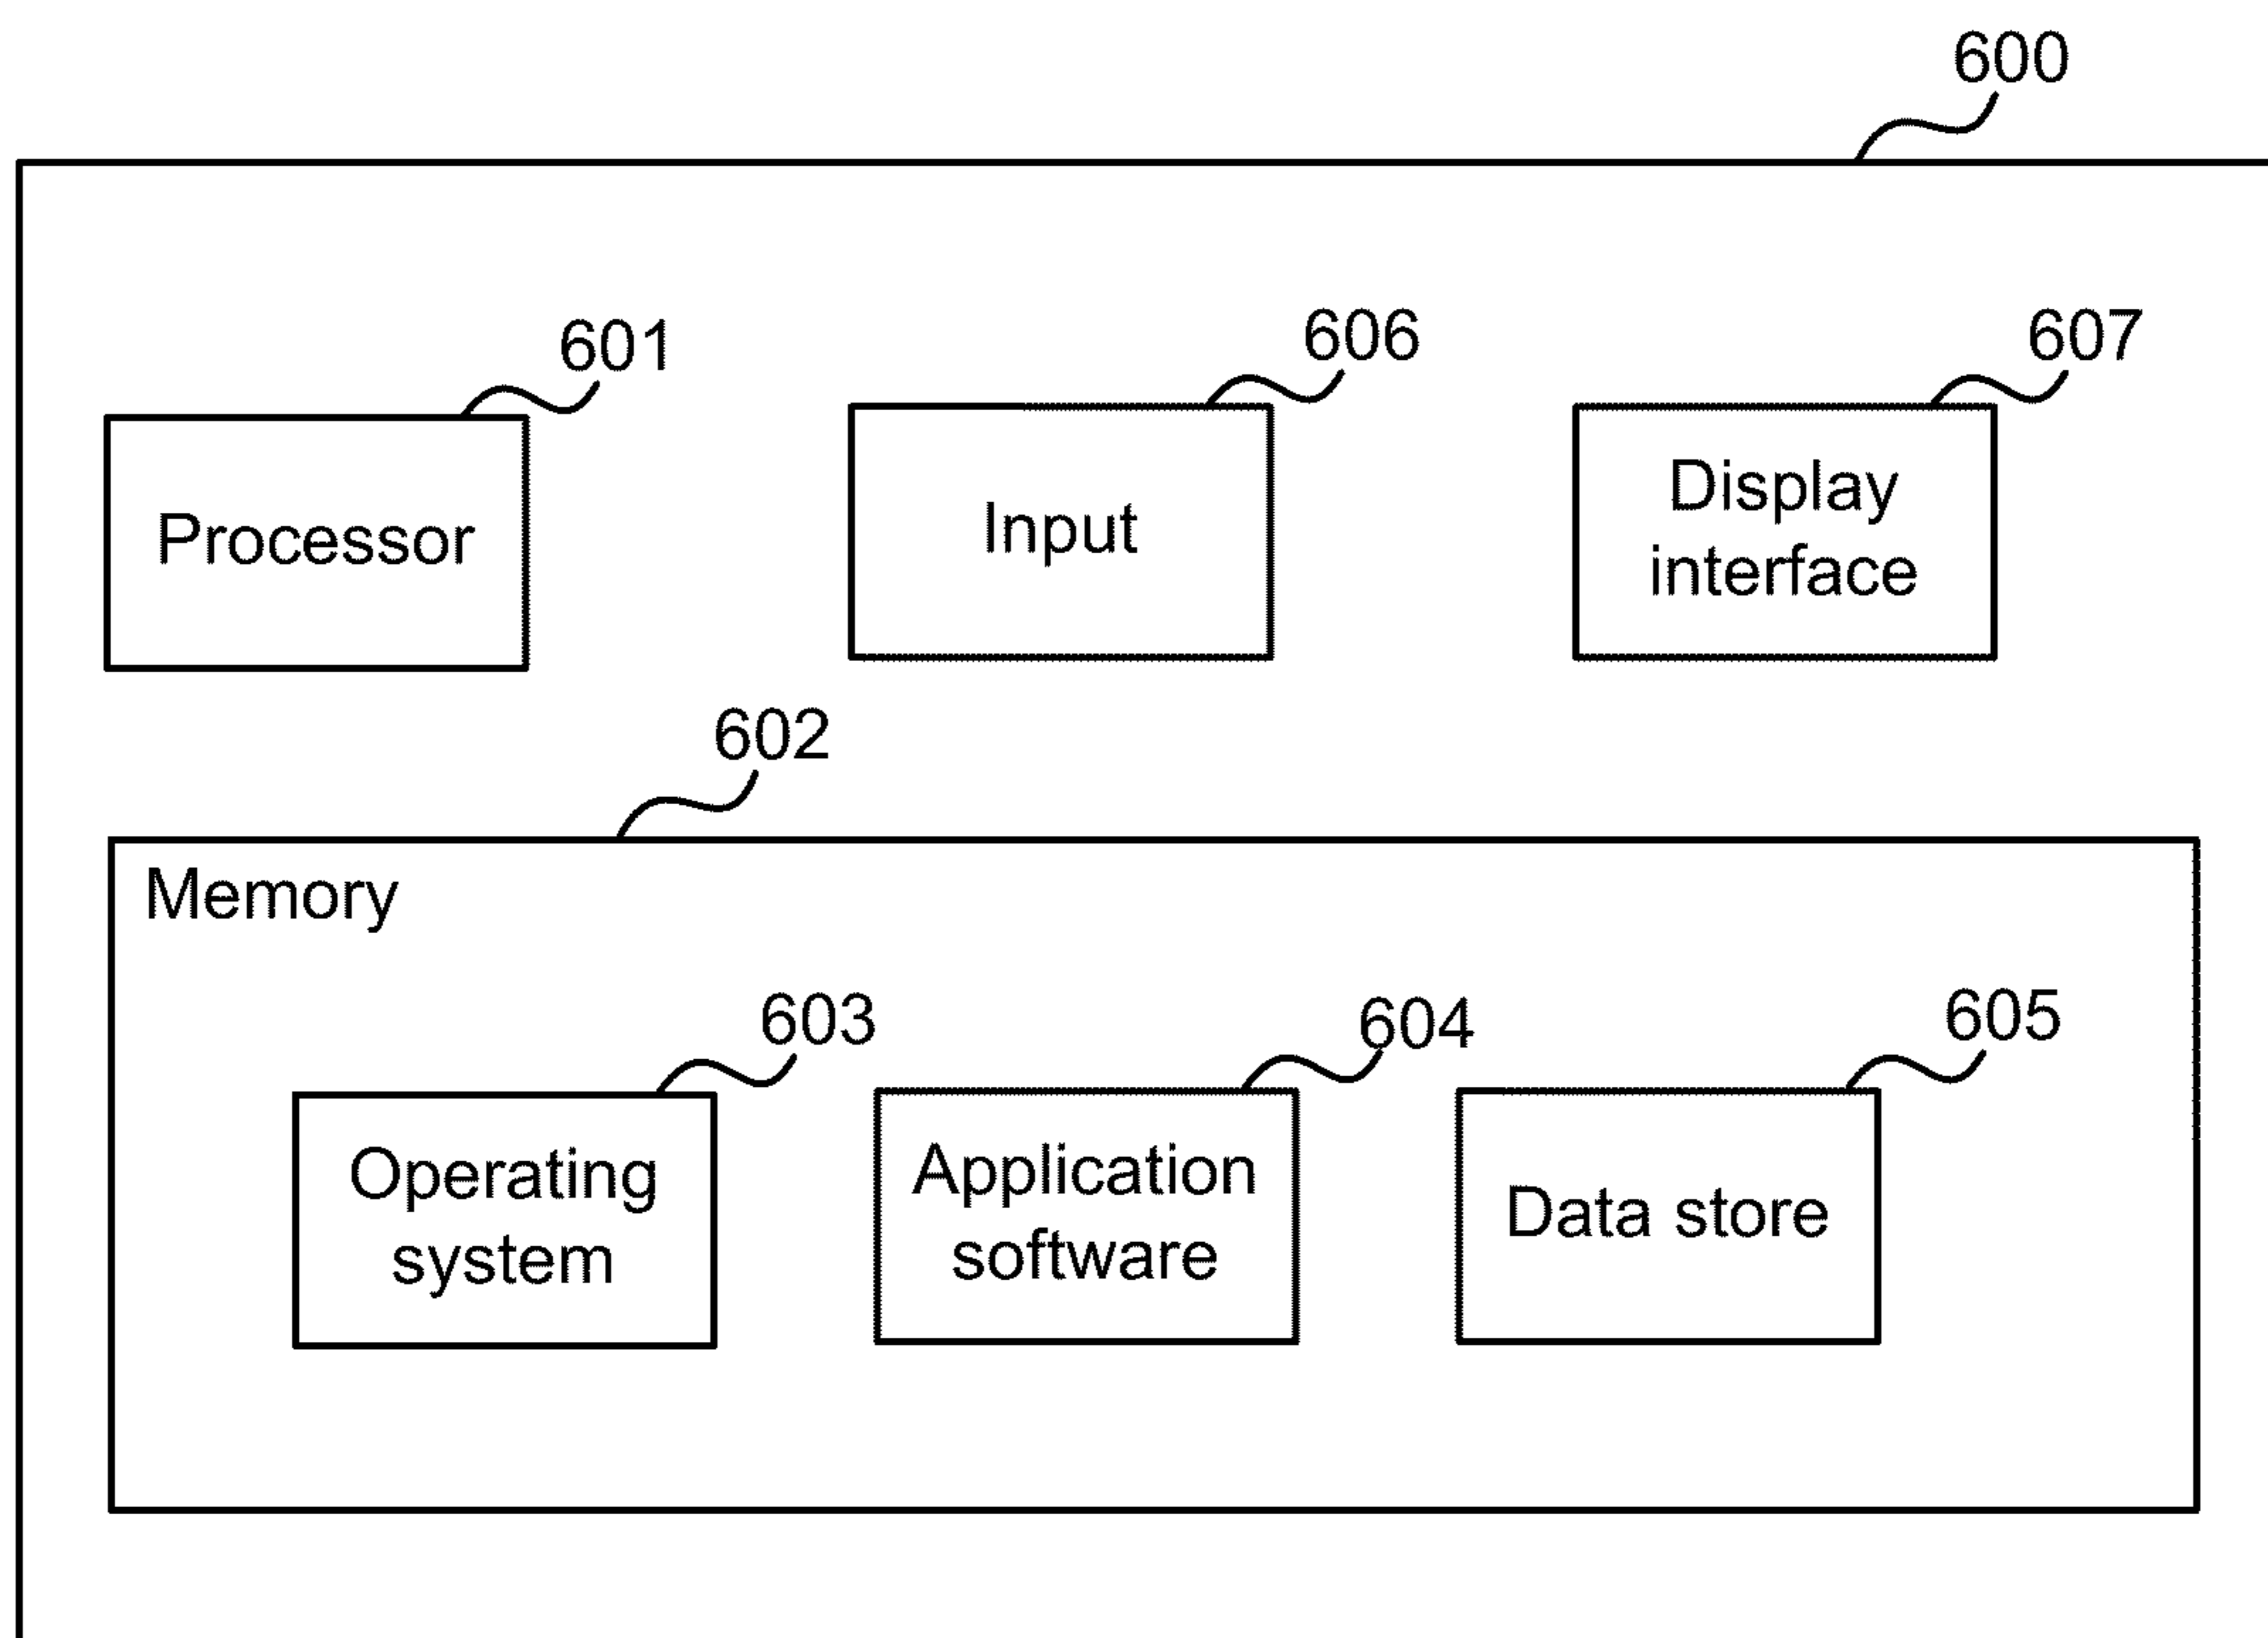 600
601
606
607
Processor
Input
Display
interface
602
Memory
603
604
605
Operating
system
Application
software
Data store